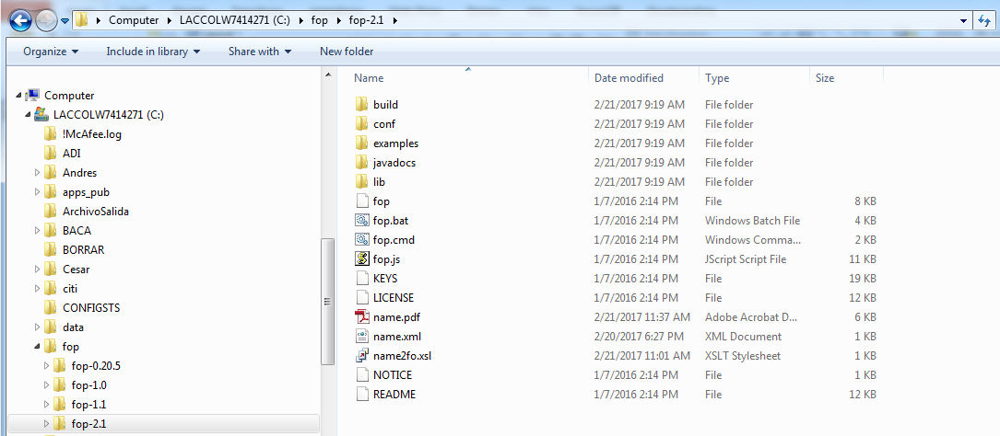 Computer ▸ LACCOLW7414271 (C:) ▸ fop ▸ fop-2.1 ▸
Organize Include in library Share with New folder
Name Date modified Type Size
Computer
LACCOLW7414271 (C:)
!McAfee.log
ADI
Andres
apps_pub
ArchivoSalida
BACA
BORRAR
Cesar
citi
CONFIGSTS
data
fop
fop-0.20.5
fop-1.0
fop-1.1
fop-2.1
build 2/21/2017 9:19 AM File folder
conf 2/21/2017 9:19 AM File folder
examples 2/21/2017 9:19 AM File folder
javadocs 2/21/2017 9:19 AM File folder
lib 2/21/2017 9:19 AM File folder
fop 1/7/2016 2:14 PM File 8 KB
fop.bat 1/7/2016 2:14 PM Windows Batch File 4 KB
fop.cmd 1/7/2016 2:14 PM Windows Comma... 2 KB
fop.js 1/7/2016 2:14 PM JScript Script File 11 KB
KEYS 1/7/2016 2:14 PM File 19 KB
LICENSE 1/7/2016 2:14 PM File 12 KB
name.pdf 2/21/2017 11:37 AM Adobe Acrobat D... 6 KB
name.xml 2/20/2017 6:27 PM XML Document 1 KB
name2fo.xsl 2/21/2017 11:01 AM XSLT Stylesheet 1 KB
NOTICE 1/7/2016 2:14 PM File 1 KB
README 1/7/2016 2:14 PM File 12 KB